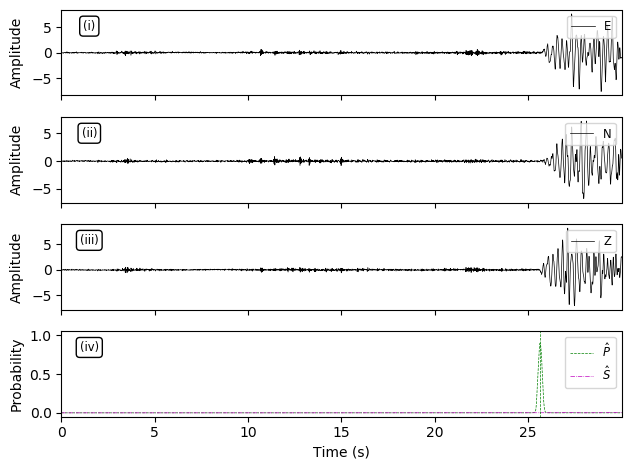 Amplitude
5
0
−5
(i)
E
Amplitude
5
0
−5
(ii)
N
Amplitude
5
0
−5
(iii)
Z
Probability
1.0
0.5
0.0
(iv)
P̂
Ŝ
0 5 10 15 20 25
Time (s)